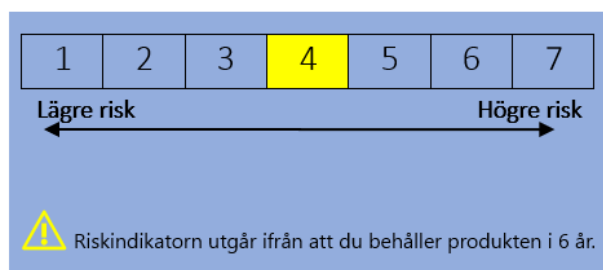 1 2 3 4 5 6 7
Lägre risk Högre risk
Riskindikatorn utgår ifrån att du behåller produkten i 6 år.